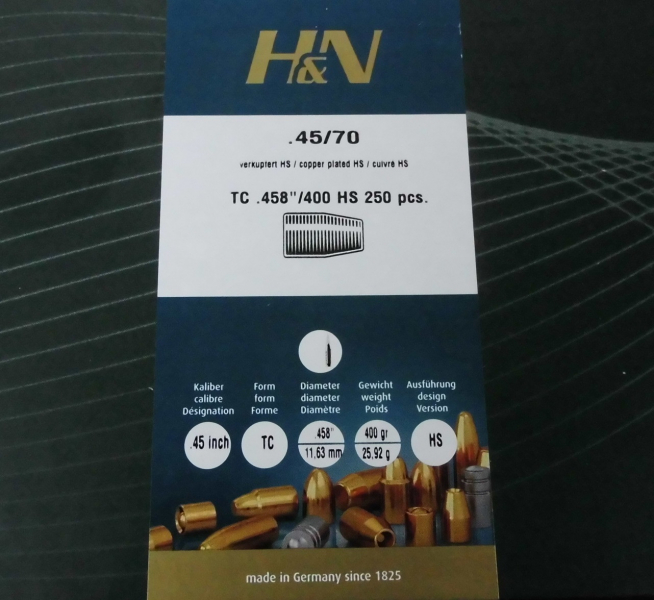 H&N
.45/70
verkupfert HS / copper plated HS / cuivré HS
TC .458"/400 HS 250 pcs.
Kaliber
calibre
Désignation
Form
form
Forme
Diameter
diameter
Diamètre
Gewicht
weight
Poids
Ausführung
design
Version
.45 inch
TC
.458"
11,63 mm
400 gr
25,92 g
HS
made in Germany since 1825